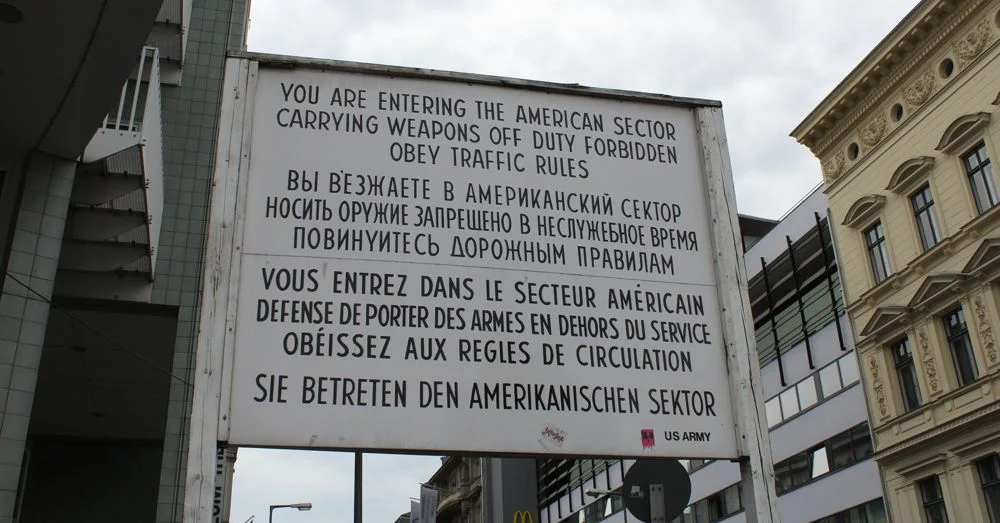 YOU ARE ENTERING THE AMERICAN SECTOR
CARRYING WEAPONS OFF DUTY FORBIDDEN
OBEY TRAFFIC RULES
ВЫ ВЪЕЗЖАЕТЕ В АМЕРИКАНСКИЙ СЕКТОР
НОСИТЬ ОРУЖИЕ ЗАПРЕЩЕНО В НЕСЛУЖЕБНОЕ ВРЕМЯ
ПОВИНУЙТЕСЬ ДОРОЖНЫМ ПРАВИЛАМ
VOUS ENTREZ DANS LE SECTEUR AMÉRICAIN
DEFENSE DE PORTER DES ARMES EN DEHORS DU SERVICE
OBÉISSEZ AUX REGLES DE CIRCULATION
SIE BETRETEN DEN AMERIKANISCHEN SEKTOR
US ARMY